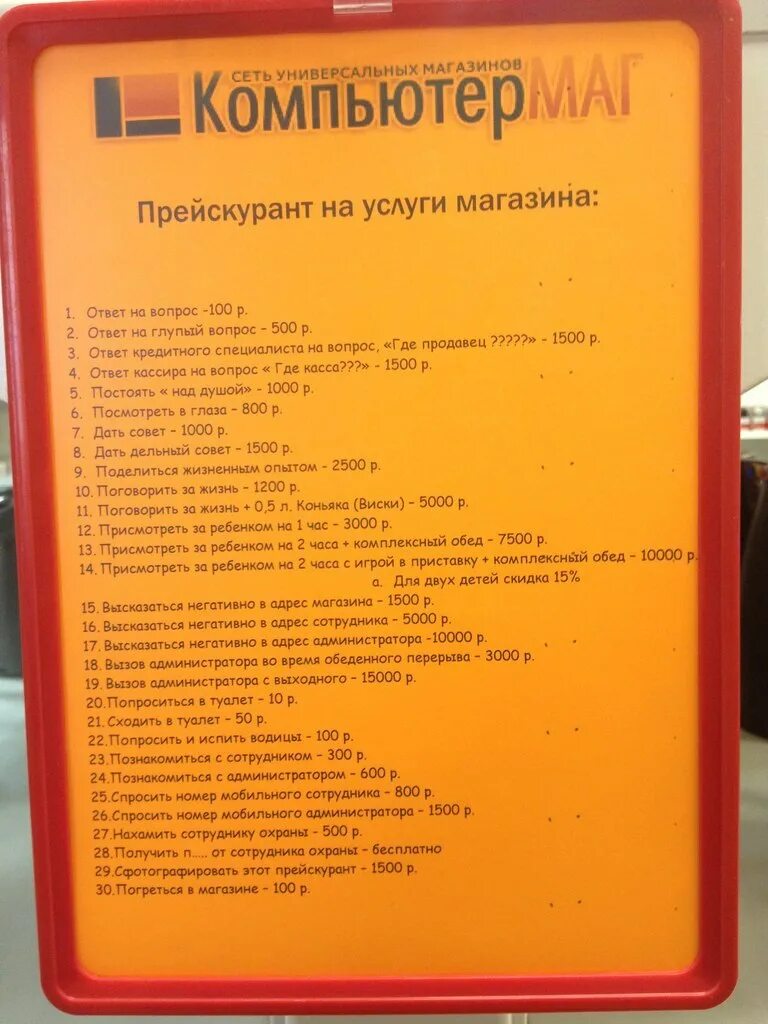 СЕТЬ УНИВЕРСАЛЬНЫХ МАГАЗИНОВ
КомпьютерМАГ
Прейскурант на услуги магазина:
1. Ответ на вопрос -100 р.
2. Ответ на глупый вопрос – 500 р.
3. Ответ кредитного специалиста на вопрос, «Где продавец ?????» - 1500 р.
4. Ответ кассира на вопрос « Где касса???» - 1500 р.
5. Постоять « над душой» - 1000 р.
6. Посмотреть в глаза – 800 р.
7. Дать совет – 1000 р.
8. Дать дельный совет – 1500 р.
9. Поделиться жизненным опытом – 2500 р.
10. Поговорить за жизнь – 1200 р.
11. Поговорить за жизнь + 0,5 л. Коньяка (Виски) – 5000 р.
12. Присмотреть за ребенком на 1 час – 3000 р.
13. Присмотреть за ребенком на 2 часа + комплексный обед – 7500 р.
14. Присмотреть за ребенком на 2 часа с игрой в приставку + комплексный обед – 10000 р.
a. Для двух детей скидка 15%
15. Высказаться негативно в адрес магазина – 1500 р.
16. Высказаться негативно в адрес сотрудника – 5000 р.
17. Высказаться негативно в адрес администратора -10000 р.
18. Вызов администратора во время обеденного перерыва – 3000 р.
19. Вызов администратора с выходного – 15000 р.
20. Попроситься в туалет – 10 р.
21. Сходить в туалет – 50 р.
22. Попросить и испить водицы – 100 р.
23. Познакомиться с сотрудником – 300 р.
24. Познакомиться с администратором – 600 р.
25. Спросить номер мобильного сотрудника – 800 р.
26. Спросить номер мобильного администратора – 1500 р.
27. Нахамить сотруднику охраны – 500 р.
28. Получить п..... от сотрудника охраны – бесплатно
29. Сфотографировать этот прейскурант – 1500 р.
30. Погреться в магазине – 100 р.